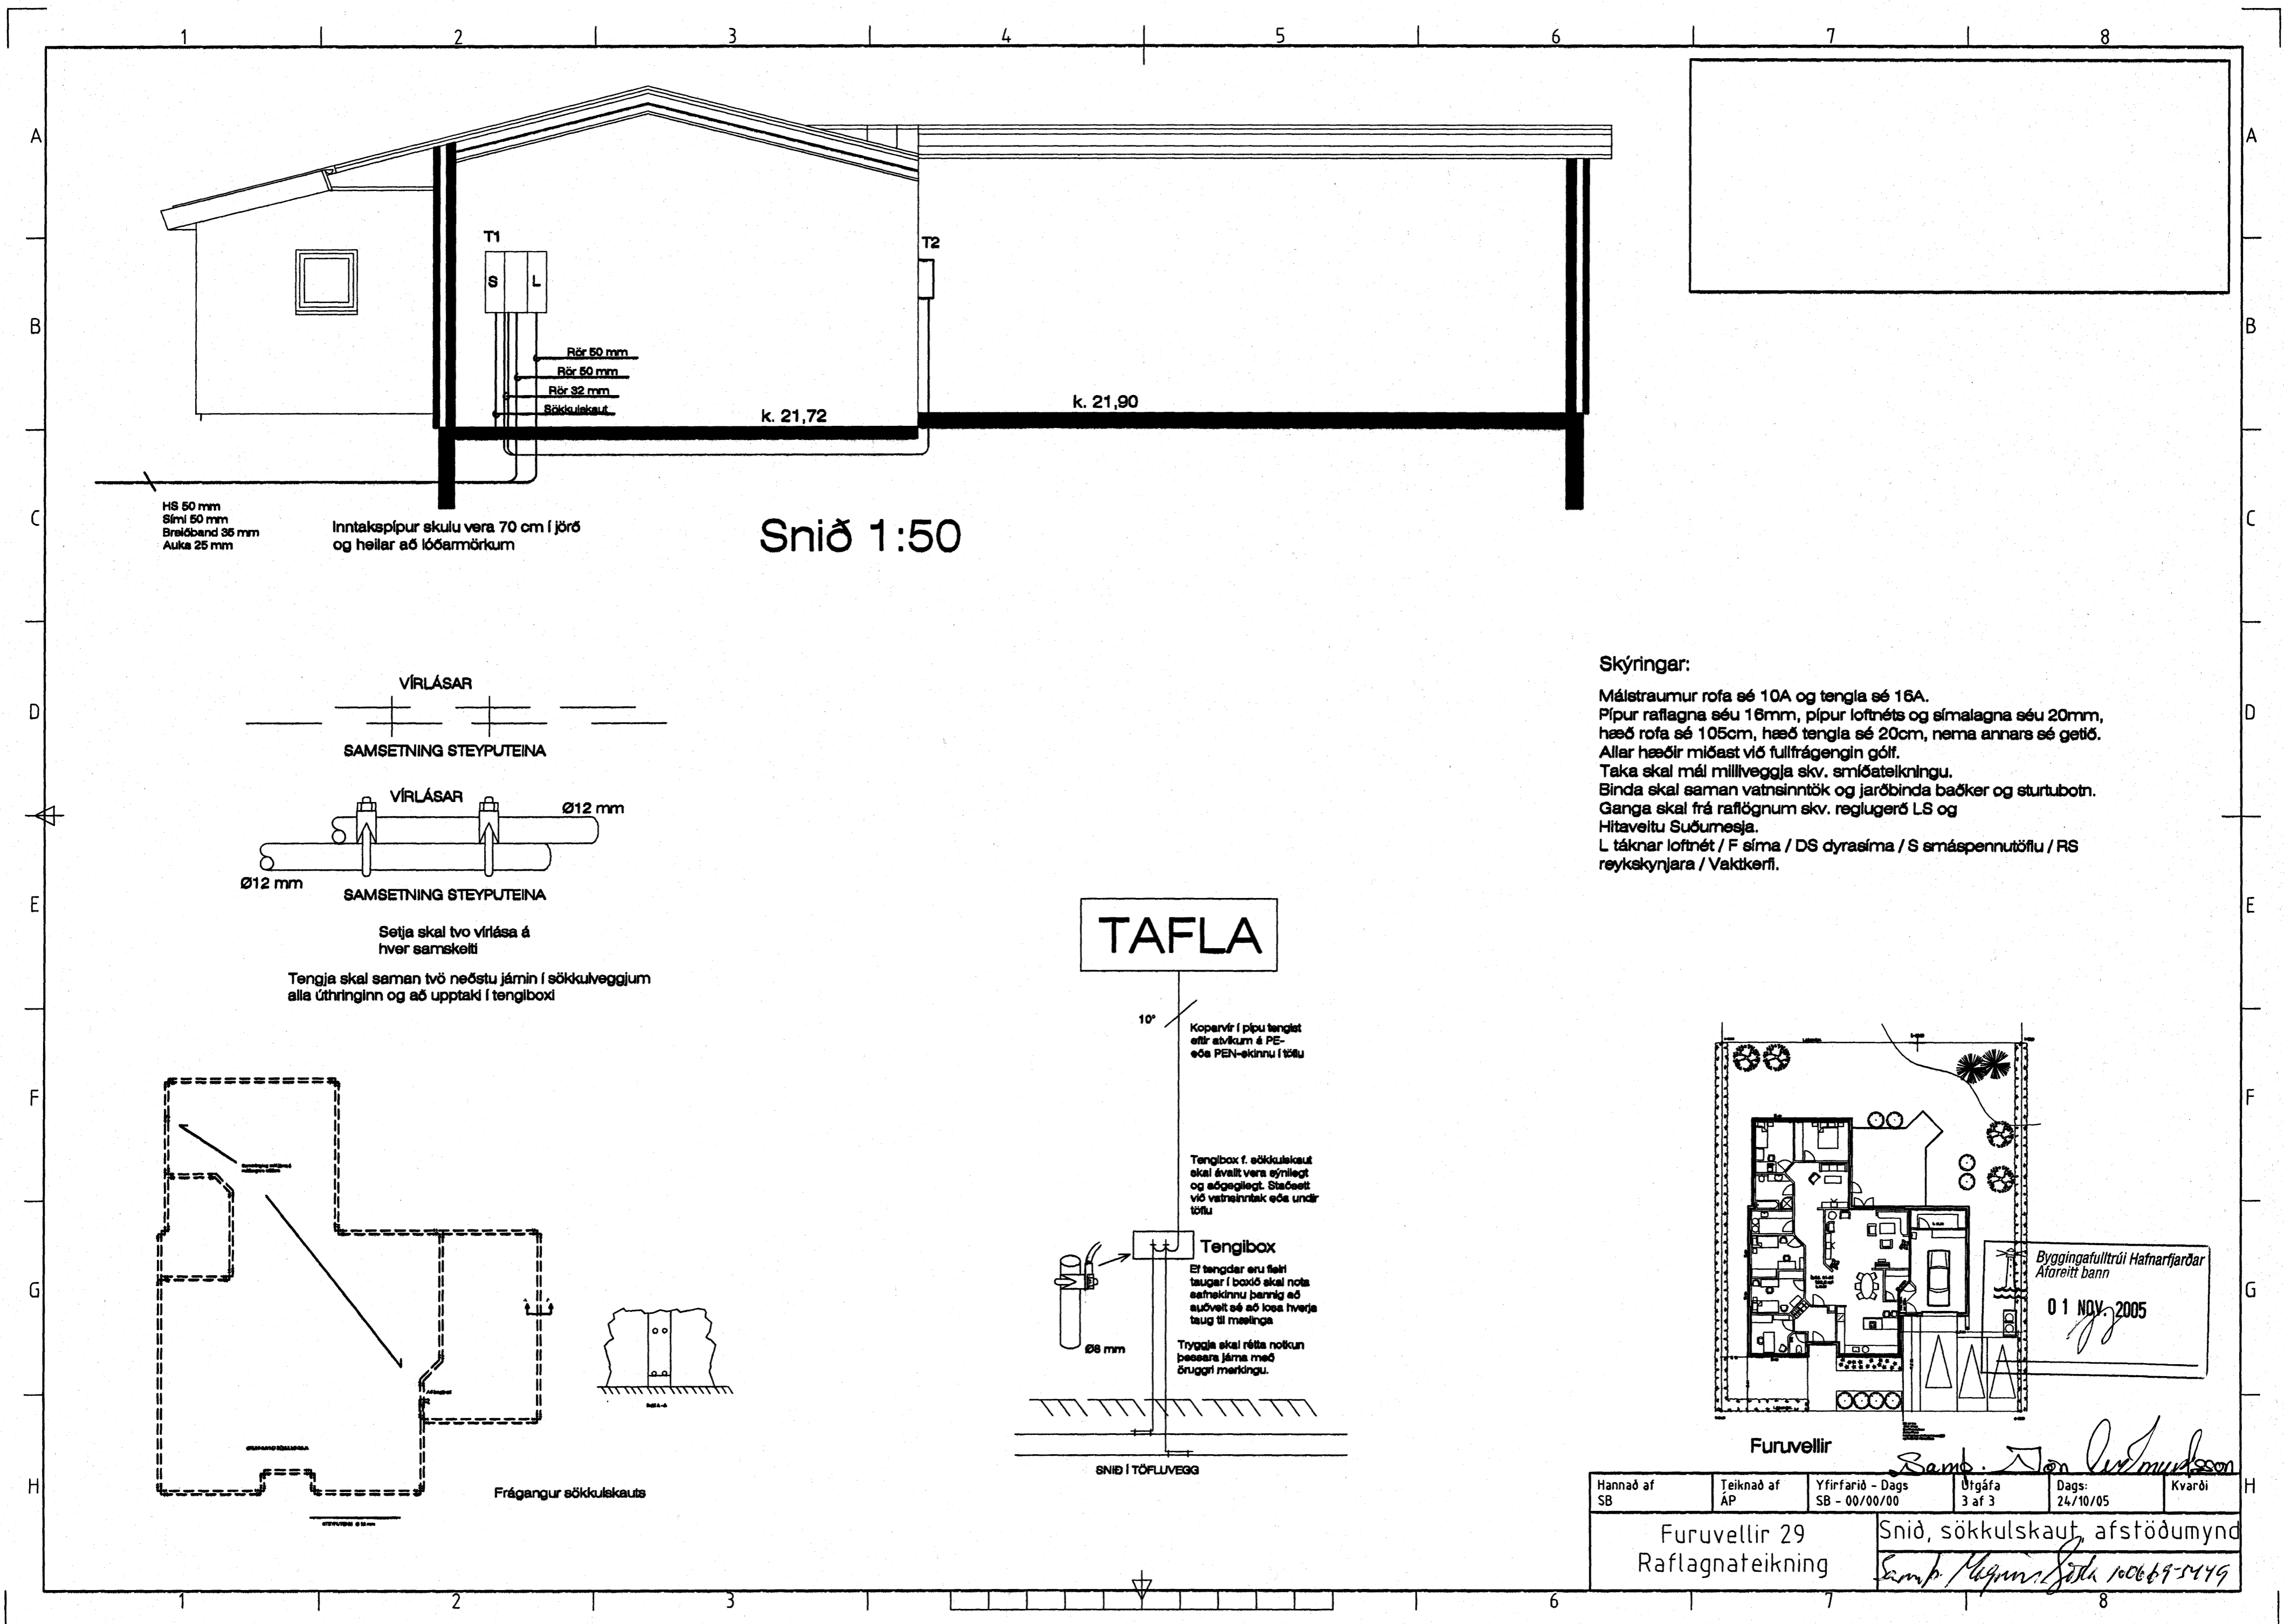 1 2 3 4 5 6 7 8
A A
B B
C C
D D
E E
F F
G G
H H
T1
S L
T2
Rör 50 mm
Rör 50 mm
Rör 32 mm
Sökkulskaut
k. 21,72
k. 21,90
HS 50 mm
Sími 50 mm
Breiðband 35 mm
Auka 25 mm
Inntakspípur skulu vera 70 cm í jörð
og heilar að lóðarmörkum
Snið 1:50
VÍRLÁSAR
SAMSETNING STEYPUTEINA
VÍRLÁSAR
Ø12 mm
Ø12 mm
SAMSETNING STEYPUTEINA
Setja skal tvo vírlása á
hver samskeiti
Tengja skal saman tvö neðstu járnin í sökkulveggjum
alla úthringinn og að upptaki í tengiboxi
Skýringar:
Málstraumur rofa sé 10A og tengla sé 16A.
Pípur raflagna séu 16mm, pípur loftnéts og símalagna séu 20mm,
hæð rofa sé 105cm, hæð tengla sé 20cm, nema annars sé getið.
Allar hæðir miðast við fullfrágengin gólf.
Taka skal mál milliveggja skv. smíðateikningu.
Binda skal saman vatnsinntök og jarðbinda baðker og sturtubotn.
Ganga skal frá raflögnum skv. reglugerð LS og
Hitaveitu Suðurnesja.
L táknar loftnét / F síma / DS dyrasíma / S smáspennutöflu / RS
reykskynjara / Vaktkerfi.
TAFLA
10°
Koparvír í pípu tengist
eftir atvikum á PE-
eða PEN-skinnu í töflu
Tengibox f. sökkulskaut
skal ávallt vera sýnilegt
og aðgegilegt. Staðsett
við vatnsinntak eða undir
töflu
Tengibox
Ef tengdar eru fleiri
taugar í boxið skal nota
safnskinnu þannig að
auðvelt sé að losa hverja
taug til mælinga
Ø8 mm
Tryggja skal rétta notkun
þessara járna með
öruggri merkingu.
SNIÐ Í TÖFLUVEGG
Frágangur sökkulskauts
Furuvellir
Byggingafulltrúi Hafnarfjarðar
Afgreitt þann
01 NOV. 2005
Samþ. Jón Guðmundsson
Hannað af
SB
Teiknað af
ÁP
Yfirfarið - Dags
SB - 00/00/00
Útgáfa
3 af 3
Dags:
24/10/05
Kvarði
Furuvellir 29
Raflagnateikning
Snið, sökkulskaut, afstöðumynd
Samþ.